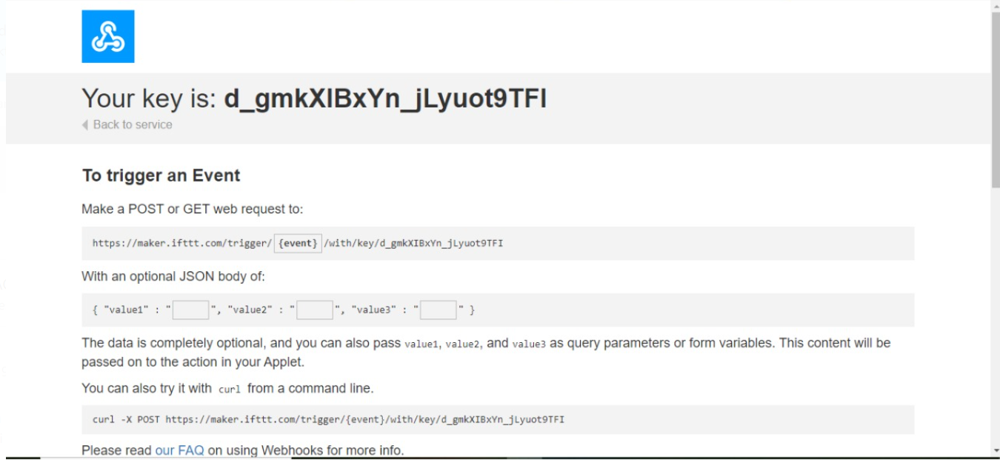 Your key is: d_gmkXIBxYn_jLyuot9TFI
Back to service
To trigger an Event
Make a POST or GET web request to:
https://maker.ifttt.com/trigger/ {event} /with/key/d_gmkXIBxYn_jLyuot9TFI
With an optional JSON body of:
{ "value1" : " ", "value2" : " ", "value3" : " " }
The data is completely optional, and you can also pass value1, value2, and value3 as query parameters or form variables. This content will be
passed on to the action in your Applet.
You can also try it with curl from a command line.
curl -X POST https://maker.ifttt.com/trigger/{event}/with/key/d_gmkXIBxYn_jLyuot9TFI
Please read our FAQ on using Webhooks for more info.